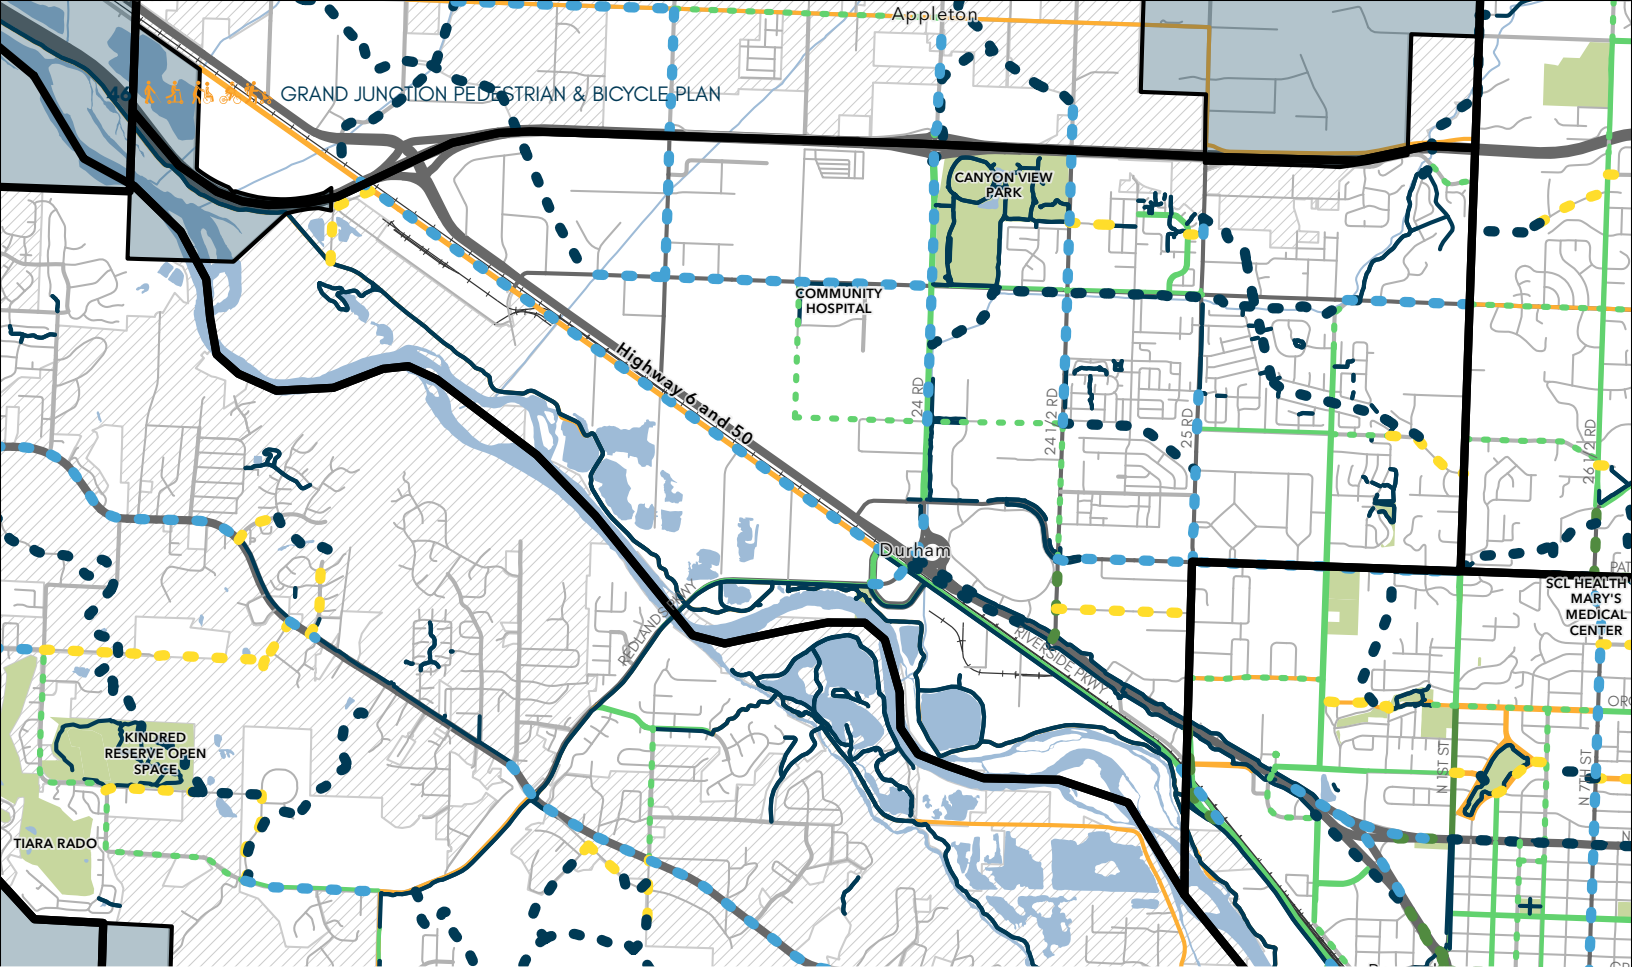 Appleton
46
GRAND JUNCTION PEDESTRIAN & BICYCLE PLAN
CANYON VIEW
PARK
COMMUNITY
HOSPITAL
Highway 6 and 50
24 RD
24 1/2 RD
25 RD
26 1/2 RD
Durham
PAT
SCL HEALTH
MARY'S
MEDICAL
CENTER
REDLANDS PKWY
RIVERSIDE PKWY
ORC
KINDRED
RESERVE OPEN
SPACE
N 1ST ST
N 7TH ST
N
TIARA RADO